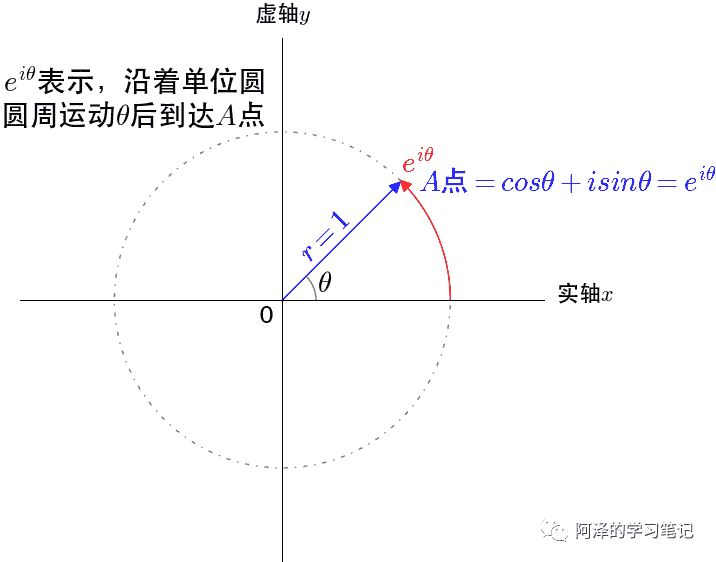 虚轴y
e^{iθ}表示，沿着单位圆
圆周运动θ后到达A点
e^{iθ}
A点 = cosθ + isinθ = e^{iθ}
r = 1
θ
实轴x
0
阿泽的学习笔记